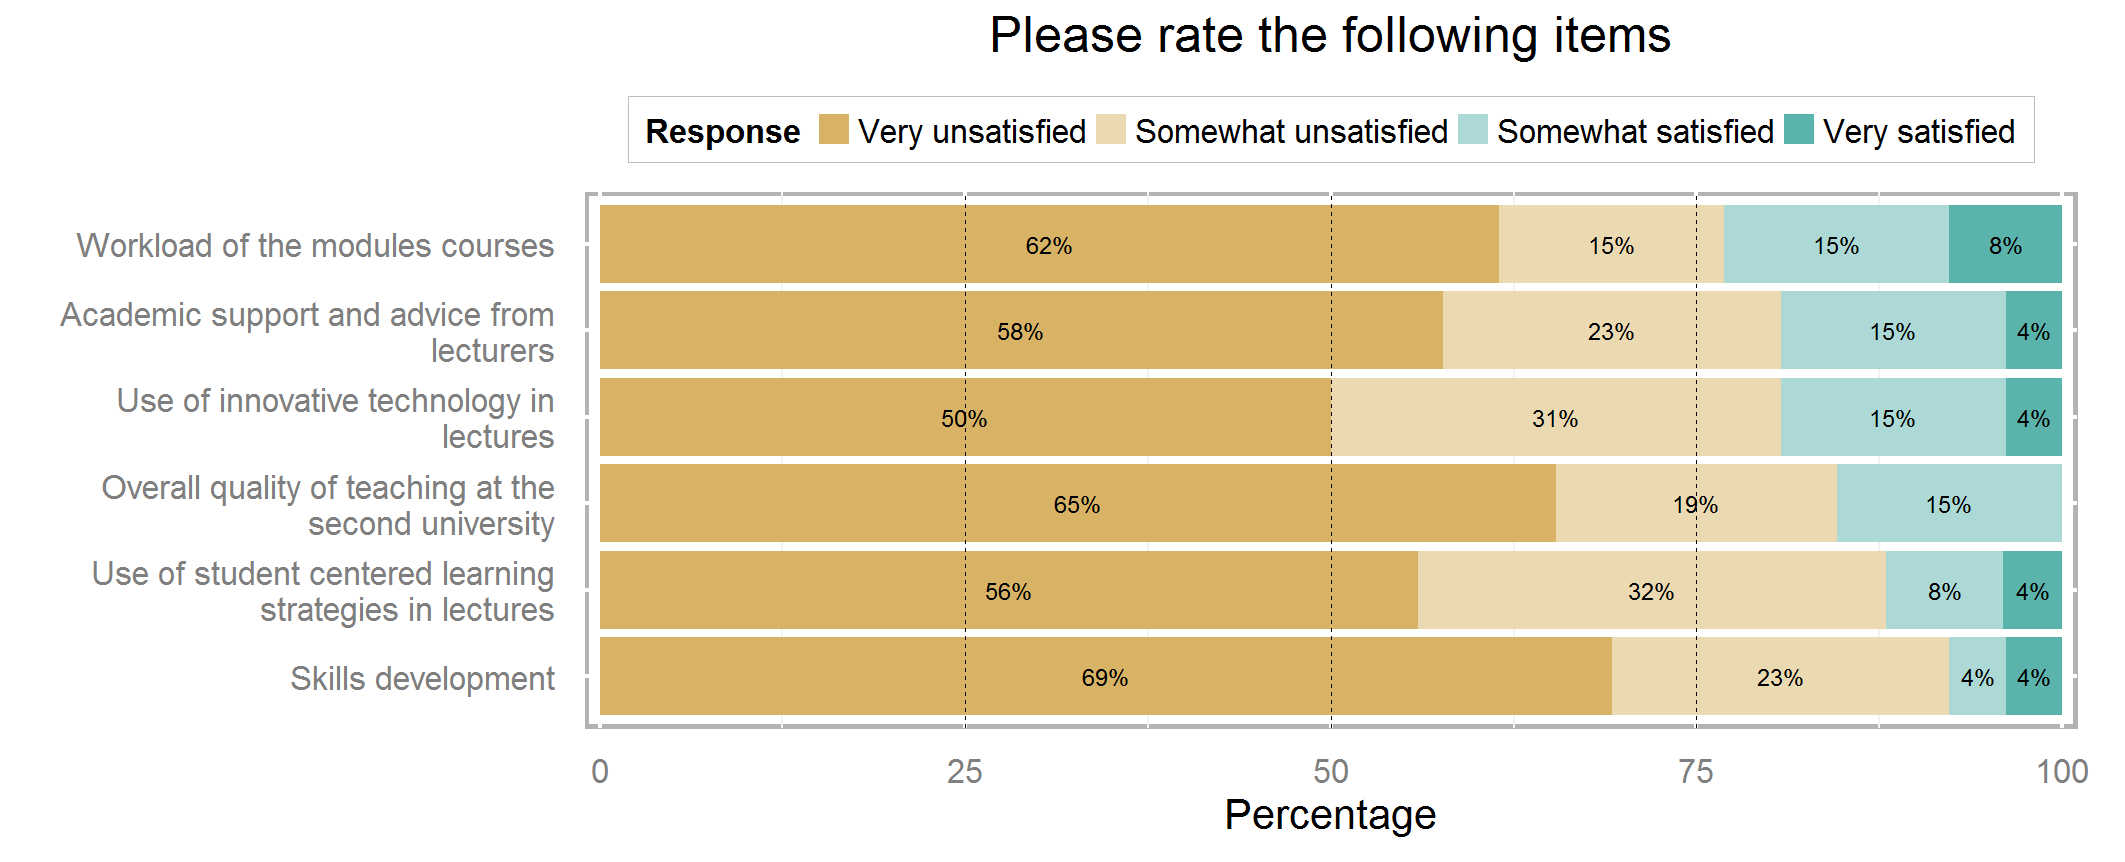 Please rate the following items
Response Very unsatisfied Somewhat unsatisfied Somewhat satisfied Very satisfied
Workload of the modules courses
62% 15% 15% 8%
Academic support and advice from
lecturers
58% 23% 15% 4%
Use of innovative technology in
lectures
50% 31% 15% 4%
Overall quality of teaching at the
second university
65% 19% 15%
Use of student centered learning
strategies in lectures
56% 32% 8% 4%
Skills development
69% 23% 4% 4%
0 25 50 75 100
Percentage